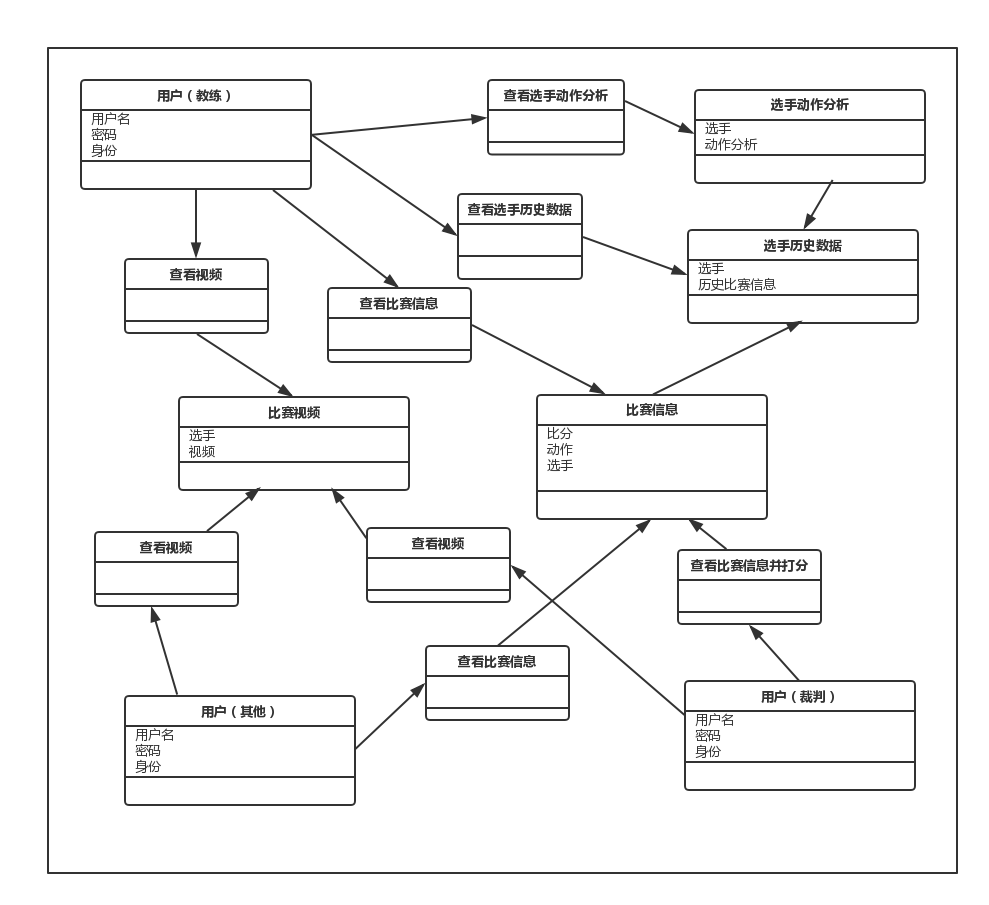 用户（教练）
用户名
密码
身份
查看选手动作分析
选手动作分析
选手
动作分析
查看选手历史数据
选手历史数据
选手
历史比赛信息
查看视频
查看比赛信息
比赛视频
选手
视频
比赛信息
比分
动作
选手
查看视频
查看视频
查看比赛信息并打分
查看比赛信息
用户（其他）
用户名
密码
身份
用户（裁判）
用户名
密码
身份